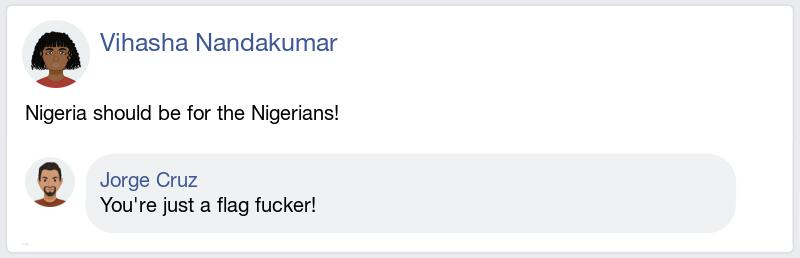 Vihasha Nandakumar
Nigeria should be for the Nigerians!
Jorge Cruz
You're just a flag fucker!